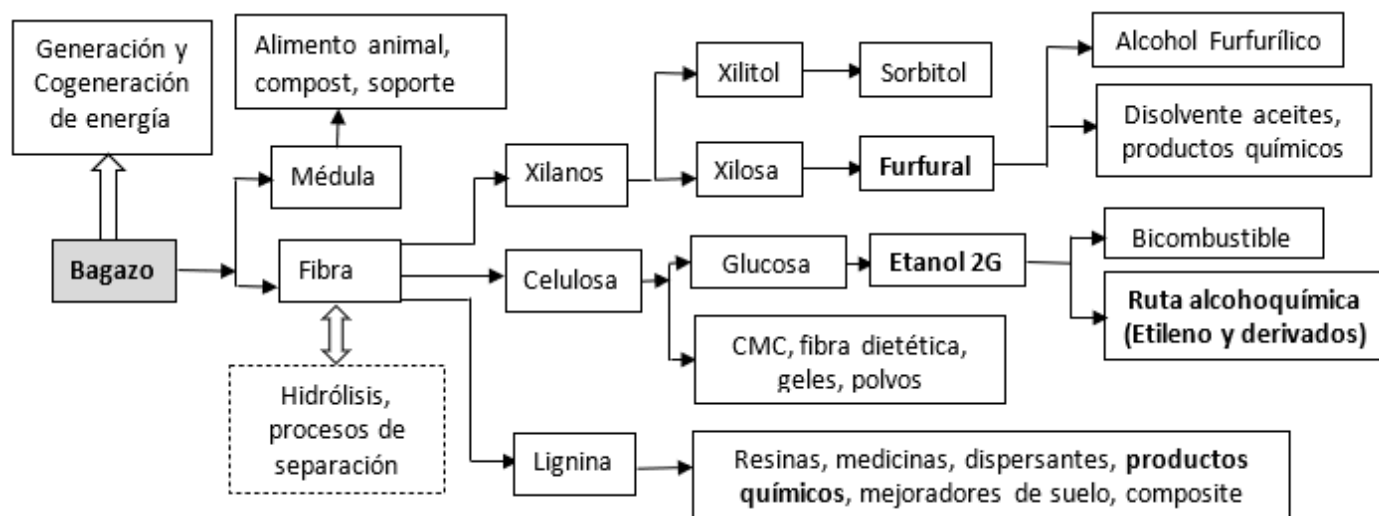 Generación y
Cogeneración
de energía
Alimento animal,
compost, soporte
Médula
Bagazo
Fibra
Hidrólisis,
procesos de
separación
Xilanos
Xilitol
Sorbitol
Xilosa
Furfural
Alcohol Furfurílico
Disolvente aceites,
productos químicos
Celulosa
Glucosa
Etanol 2G
Bicombustible
Ruta alcohoquímica
(Etileno y derivados)
CMC, fibra dietética,
geles, polvos
Lignina
Resinas, medicinas, dispersantes, productos
químicos, mejoradores de suelo, composite